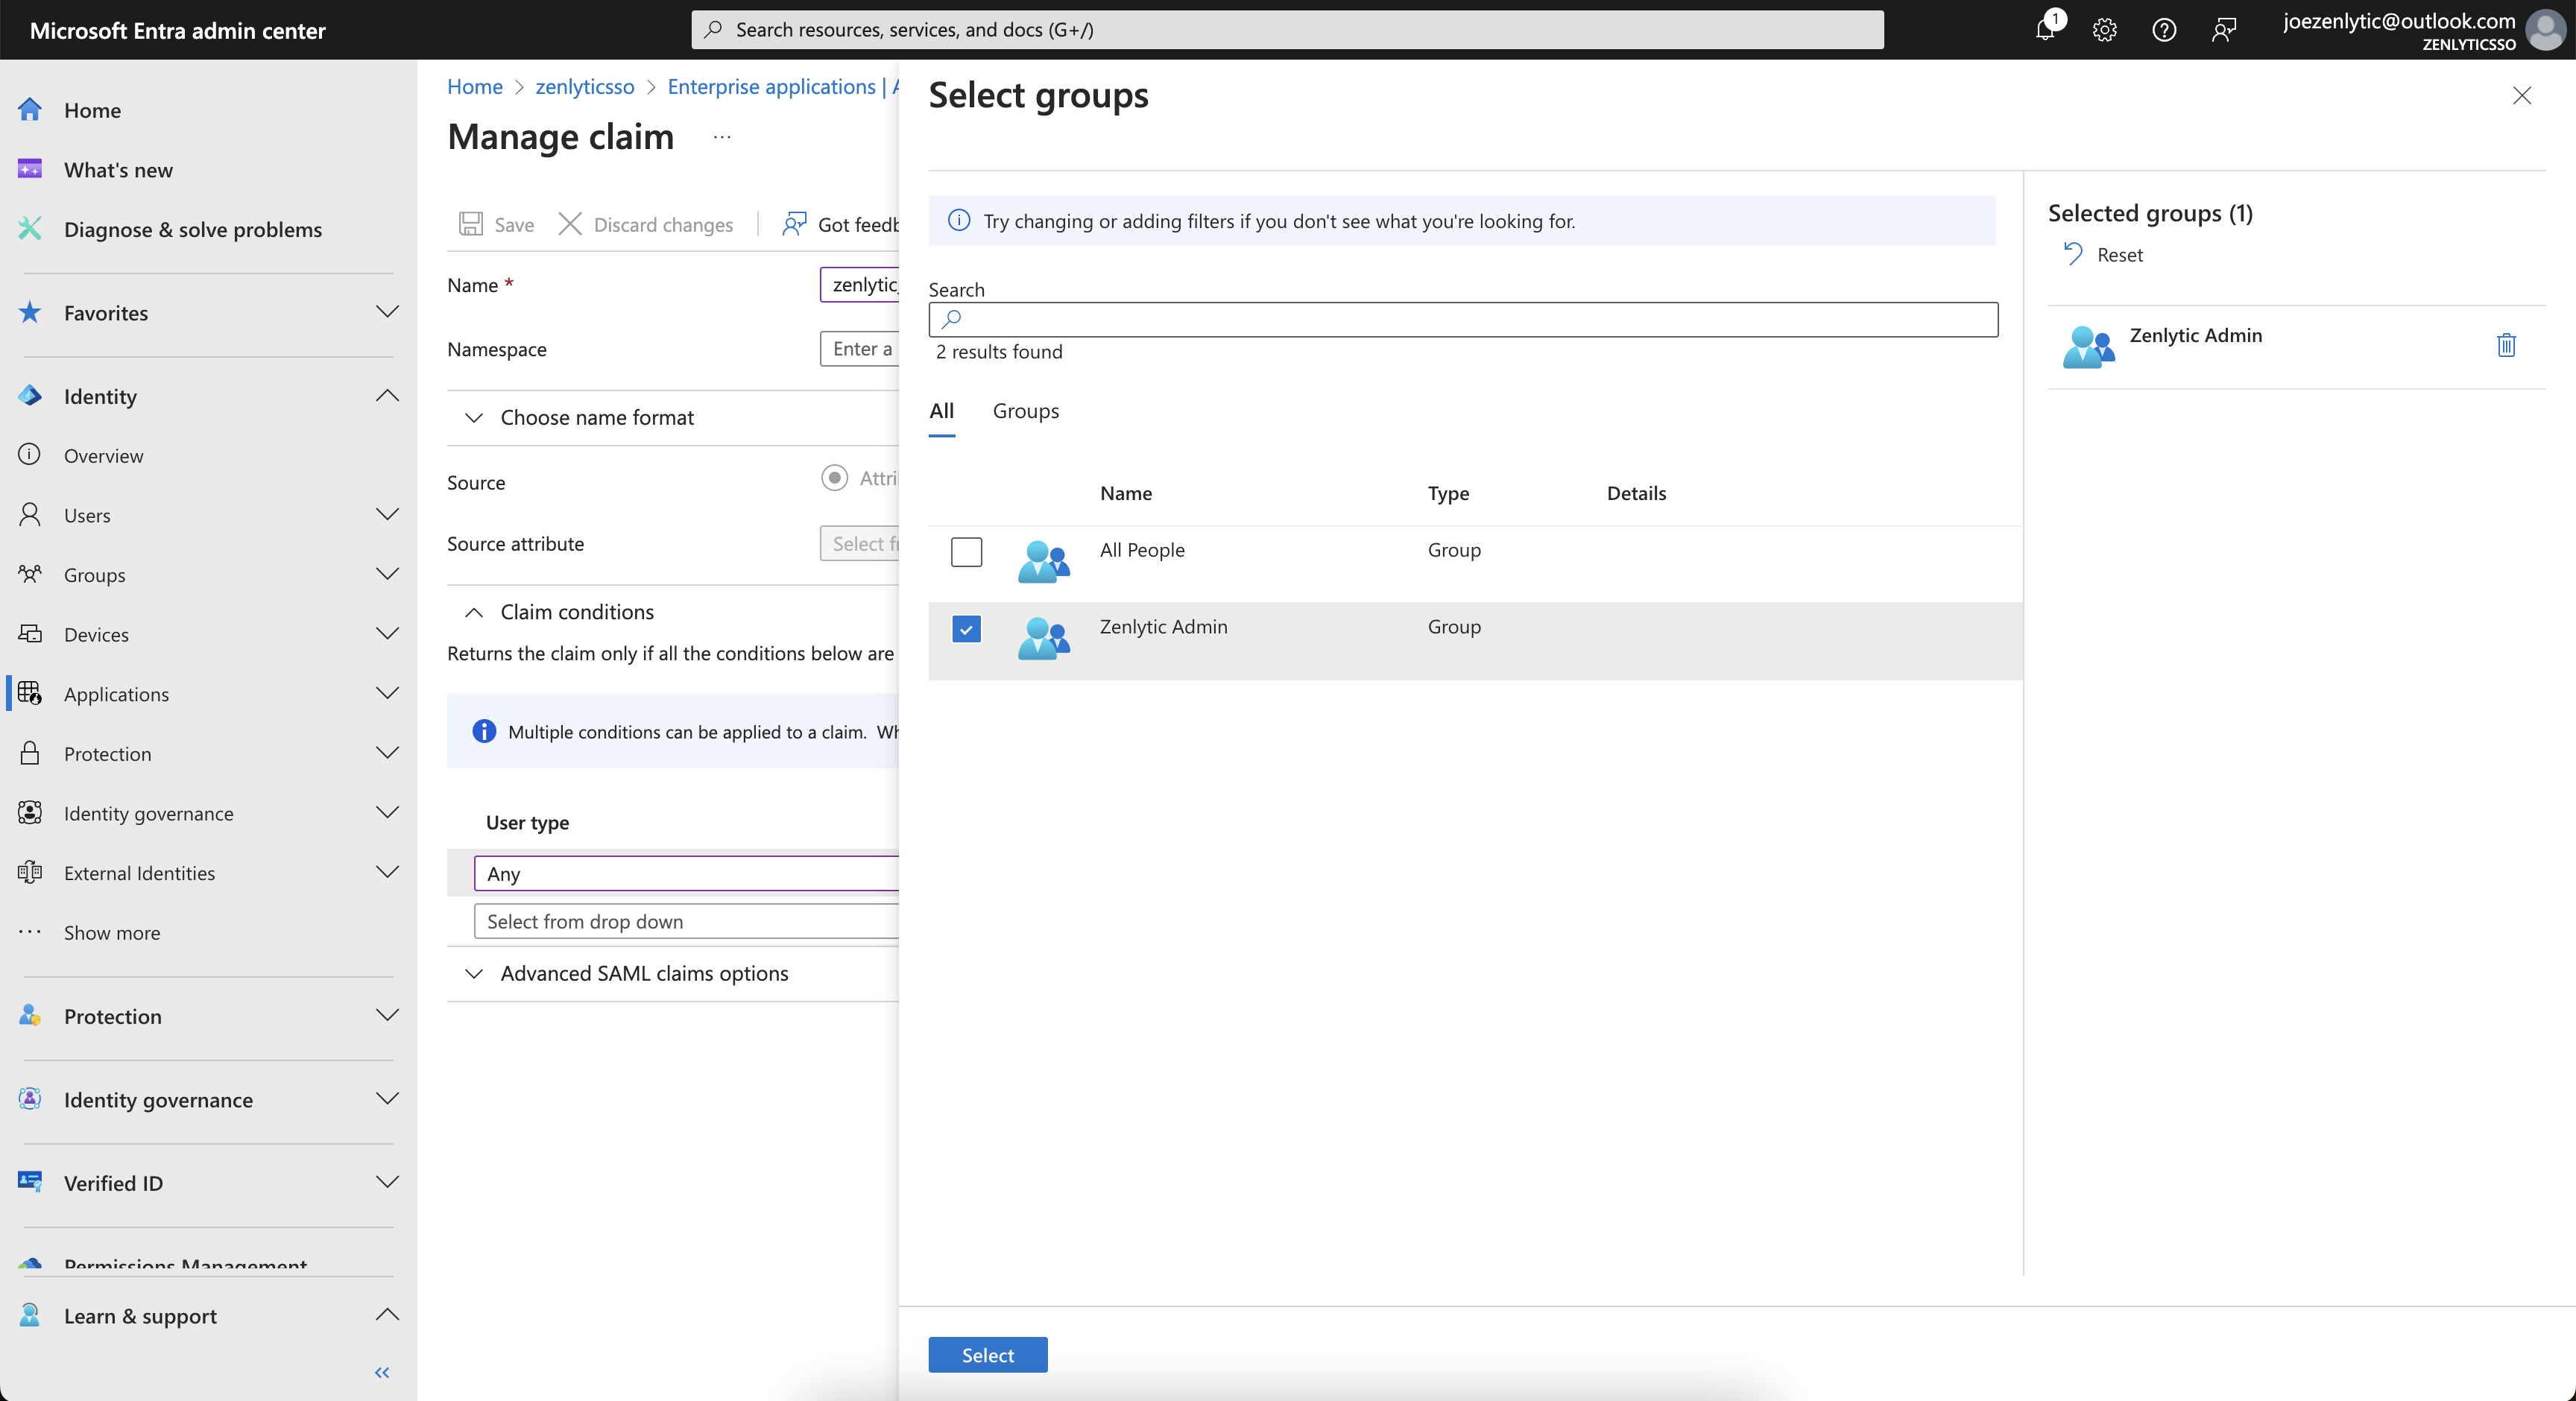 Microsoft Entra admin center
Search resources, services, and docs (G+/)
1
joezenlytic@outlook.com
ZENLYTICSSO
Home
What's new
Diagnose & solve problems
Favorites
Identity
Overview
Users
Groups
Devices
Applications
Protection
Identity governance
External Identities
Show more
Protection
Identity governance
Verified ID
Permissions Management
Learn & support
Home > zenlyticsso > Enterprise applications | A
Manage claim ...
Save
Discard changes
Got feedb
Name *
zenlytic_
Namespace
Enter a
Choose name format
Source
Attri
Source attribute
Select fr
Claim conditions
Returns the claim only if all the conditions below are
Multiple conditions can be applied to a claim. Wh
User type
Any
Select from drop down
Advanced SAML claims options
Select groups
Try changing or adding filters if you don't see what you're looking for.
Search
2 results found
All Groups
Name Type Details
All People Group
Zenlytic Admin Group
Selected groups (1)
Reset
Zenlytic Admin
Select